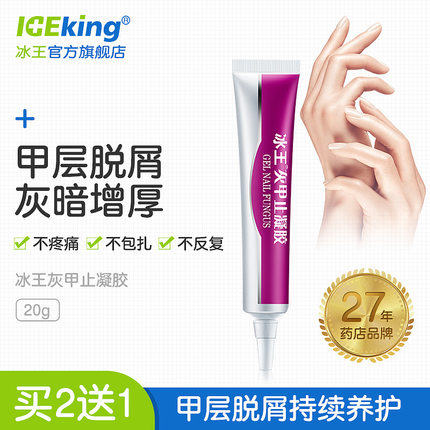 ICEking®
冰王官方旗舰店
+
甲层脱屑
灰暗增厚
不疼痛 不包扎 不反复
冰王灰甲止凝胶
20g
冰王®灰甲止凝胶
GEL NAIL FUNGUS
27年
药店品牌
买2送1
甲层脱屑持续养护